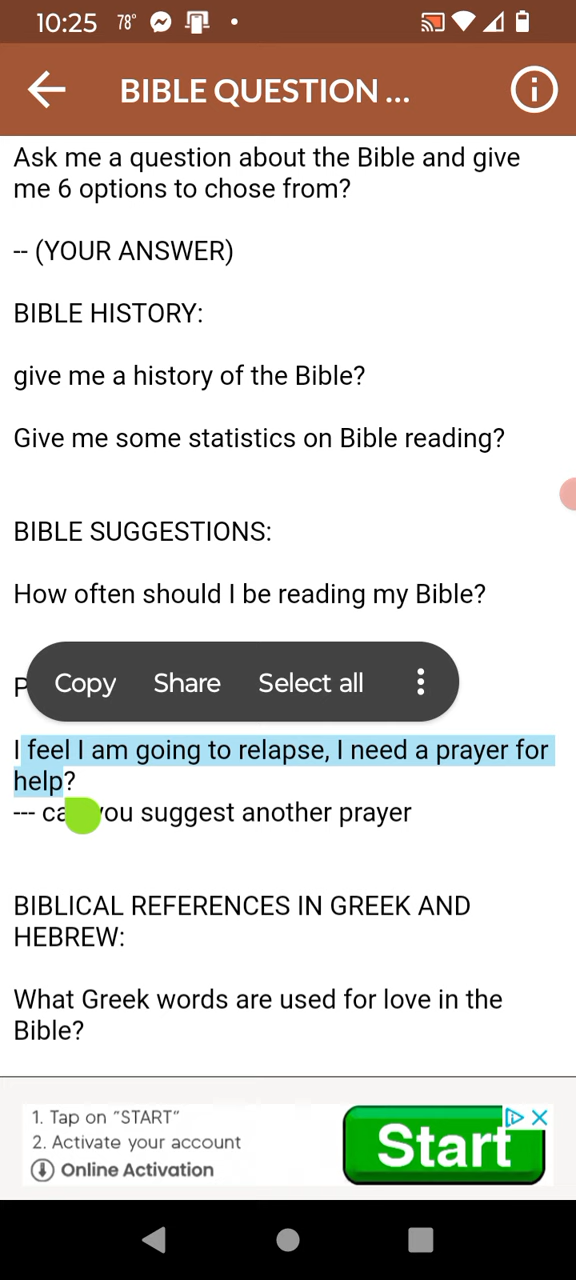 10:25 78°
BIBLE QUESTION ...
Ask me a question about the Bible and give
me 6 options to chose from?
-- (YOUR ANSWER)
BIBLE HISTORY:
give me a history of the Bible?
Give me some statistics on Bible reading?
BIBLE SUGGESTIONS:
How often should I be reading my Bible?
P
Copy Share Select all
I feel I am going to relapse, I need a prayer for
help?
--- ca you suggest another prayer
BIBLICAL REFERENCES IN GREEK AND
HEBREW:
What Greek words are used for love in the
Bible?
1. Tap on “START”
2. Activate your account
Online Activation
Start